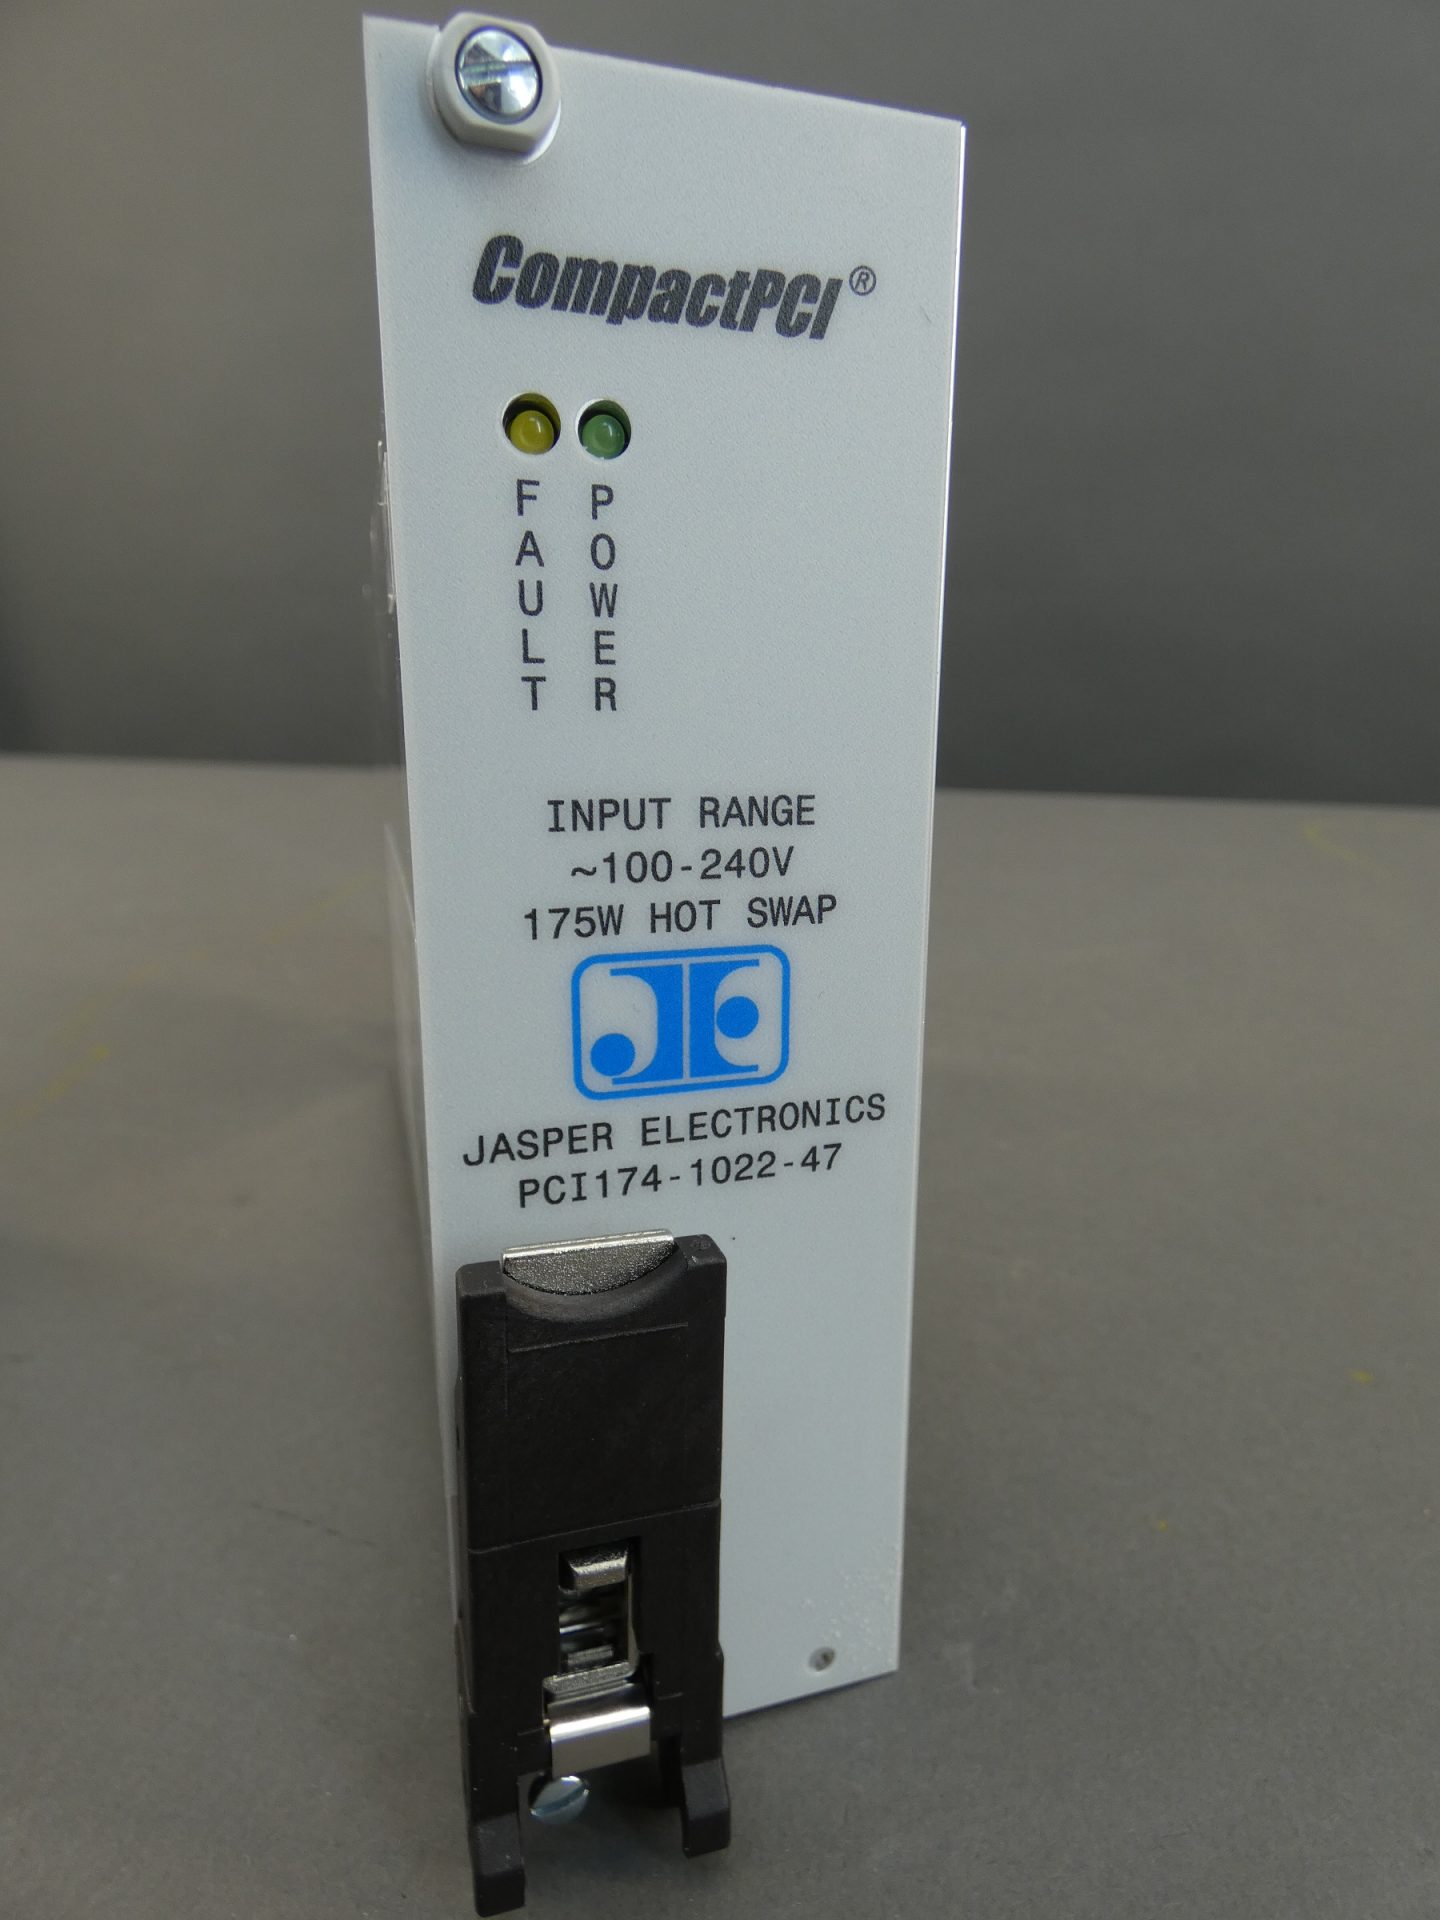 CompactPCI®
FAULT
POWER
INPUT RANGE
~100-240V
175W HOT SWAP
JASPER ELECTRONICS
PCI174-1022-47